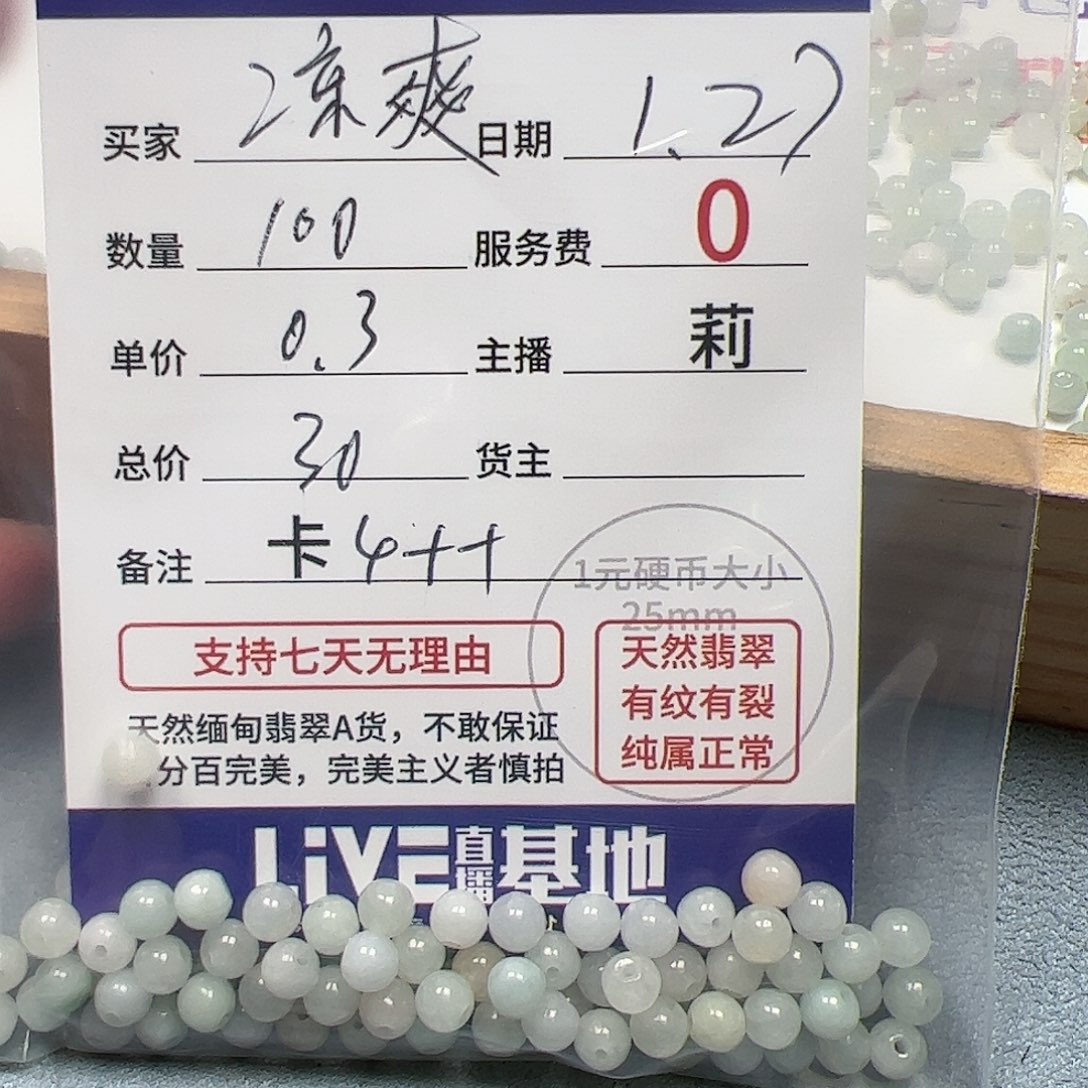 买家 凉爽 日期 1.27
数量 100 服务费 0
单价 0.3 主播 莉
总价 30 货主
备注 卡4++
1元硬币大小
25mm
支持七天无理由
天然翡翠
有纹有裂
纯属正常
天然缅甸翡翠A货，不敢保证
分百完美，完美主义者慎拍
LiVE直播基地